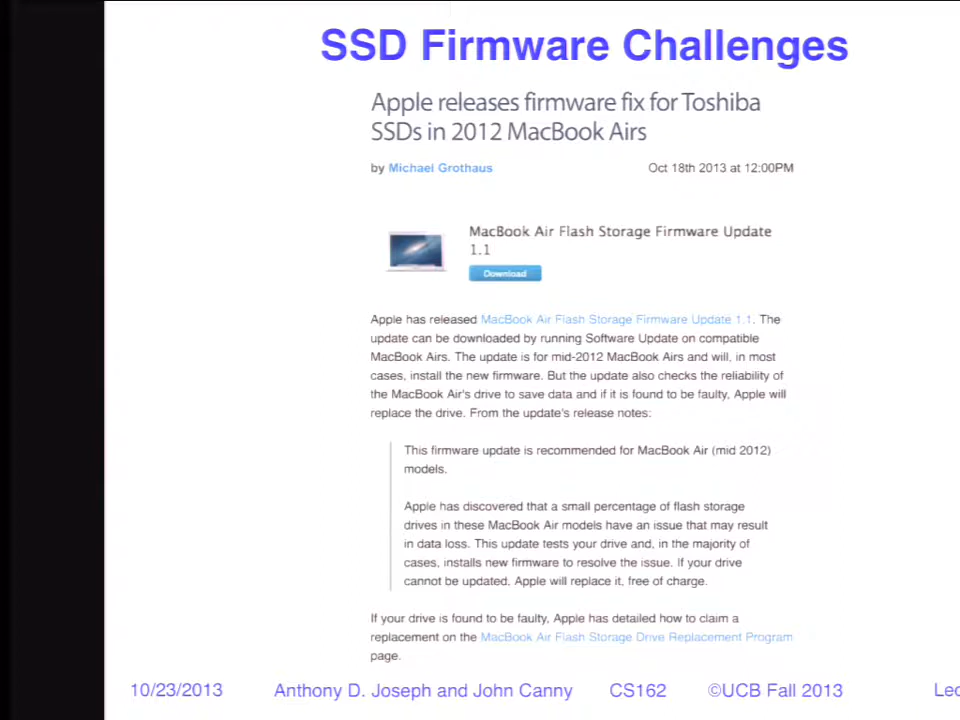 SSD Firmware Challenges
Apple releases firmware fix for Toshiba
SSDs in 2012 MacBook Airs
by Michael Grothaus Oct 18th 2013 at 12:00PM
MacBook Air Flash Storage Firmware Update
1.1
Download
Apple has released MacBook Air Flash Storage Firmware Update 1.1. The
update can be downloaded by running Software Update on compatible
MacBook Airs. The update is for mid-2012 MacBook Airs and will, in most
cases, install the new firmware. But the update also checks the reliability of
the MacBook Air's drive to save data and if it is found to be faulty, Apple will
replace the drive. From the update's release notes:
This firmware update is recommended for MacBook Air (mid 2012)
models.
Apple has discovered that a small percentage of flash storage
drives in these MacBook Air models have an issue that may result
in data loss. This update tests your drive and, in the majority of
cases, installs new firmware to resolve the issue. If your drive
cannot be updated, Apple will replace it, free of charge.
If your drive is found to be faulty, Apple has detailed how to claim a
replacement on the MacBook Air Flash Storage Drive Replacement Program
page.
10/23/2013 Anthony D. Joseph and John Canny CS162 ©UCB Fall 2013